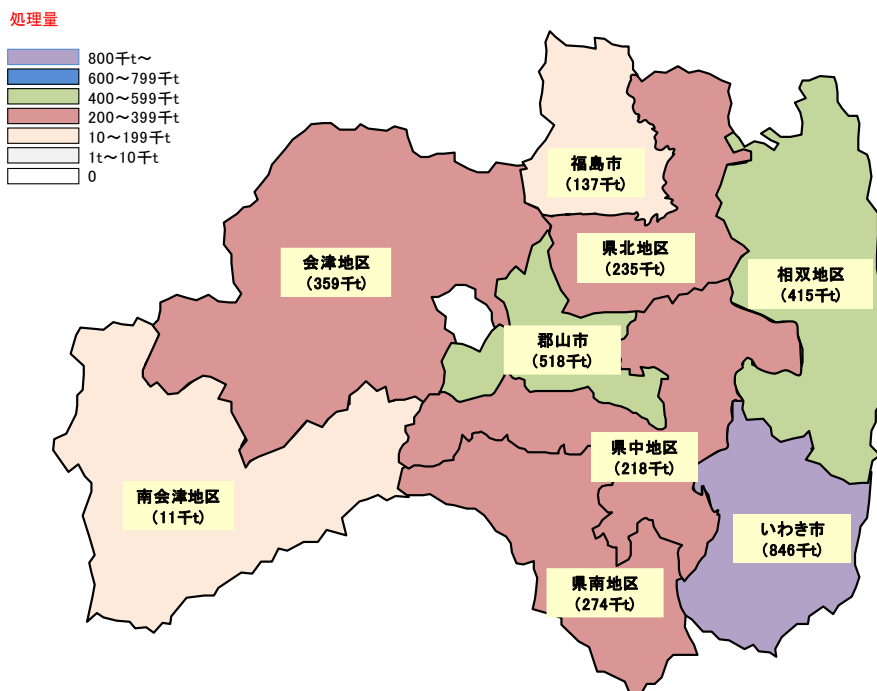 処理量
800千t～
600～799千t
400～599千t
200～399千t
10～199千t
1t～10千t
0
福島市
(137千t)
県北地区
(235千t)
会津地区
(359千t)
相双地区
(415千t)
郡山市
(518千t)
県中地区
(218千t)
南会津地区
(11千t)
いわき市
(846千t)
県南地区
(274千t)